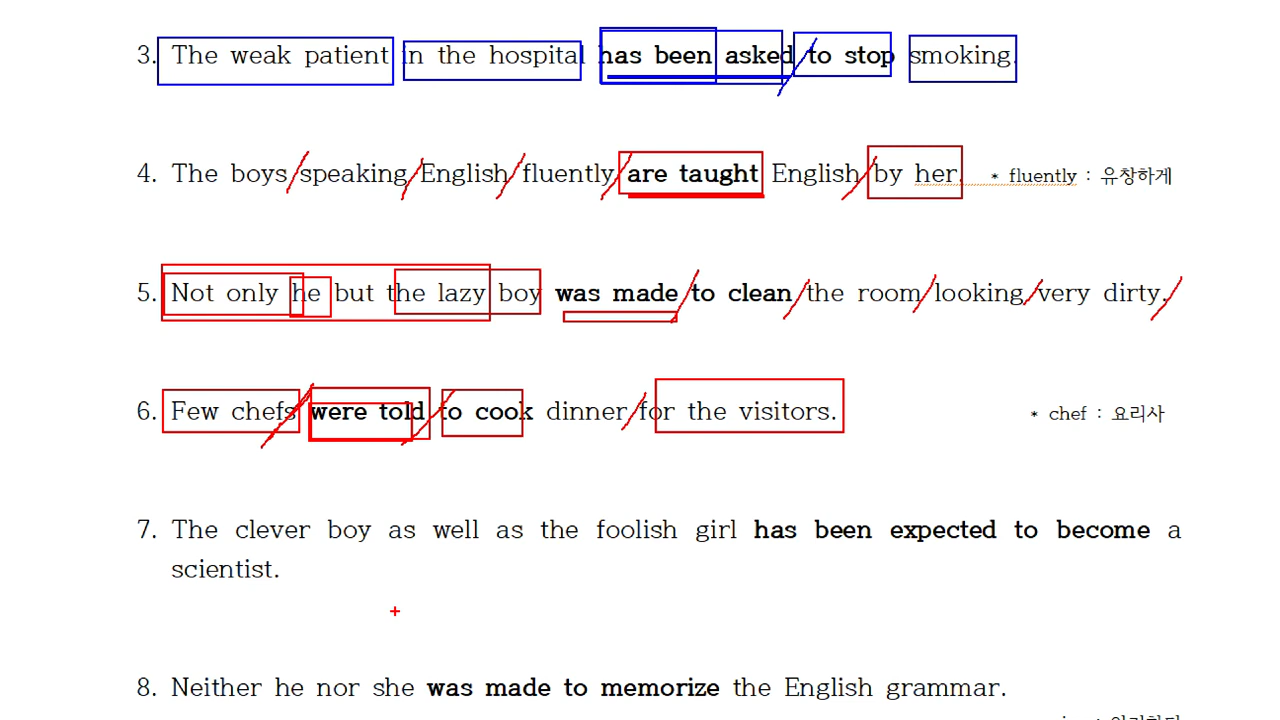 3. The weak patient in the hospital has been asked to stop smoking.
4. The boys speaking English fluently are taught English by her. * fluently : 유창하게
5. Not only he but the lazy boy was made to clean the room looking very dirty.
6. Few chefs were told to cook dinner for the visitors. * chef : 요리사
7. The clever boy as well as the foolish girl has been expected to become a
scientist.
8. Neither he nor she was made to memorize the English grammar.